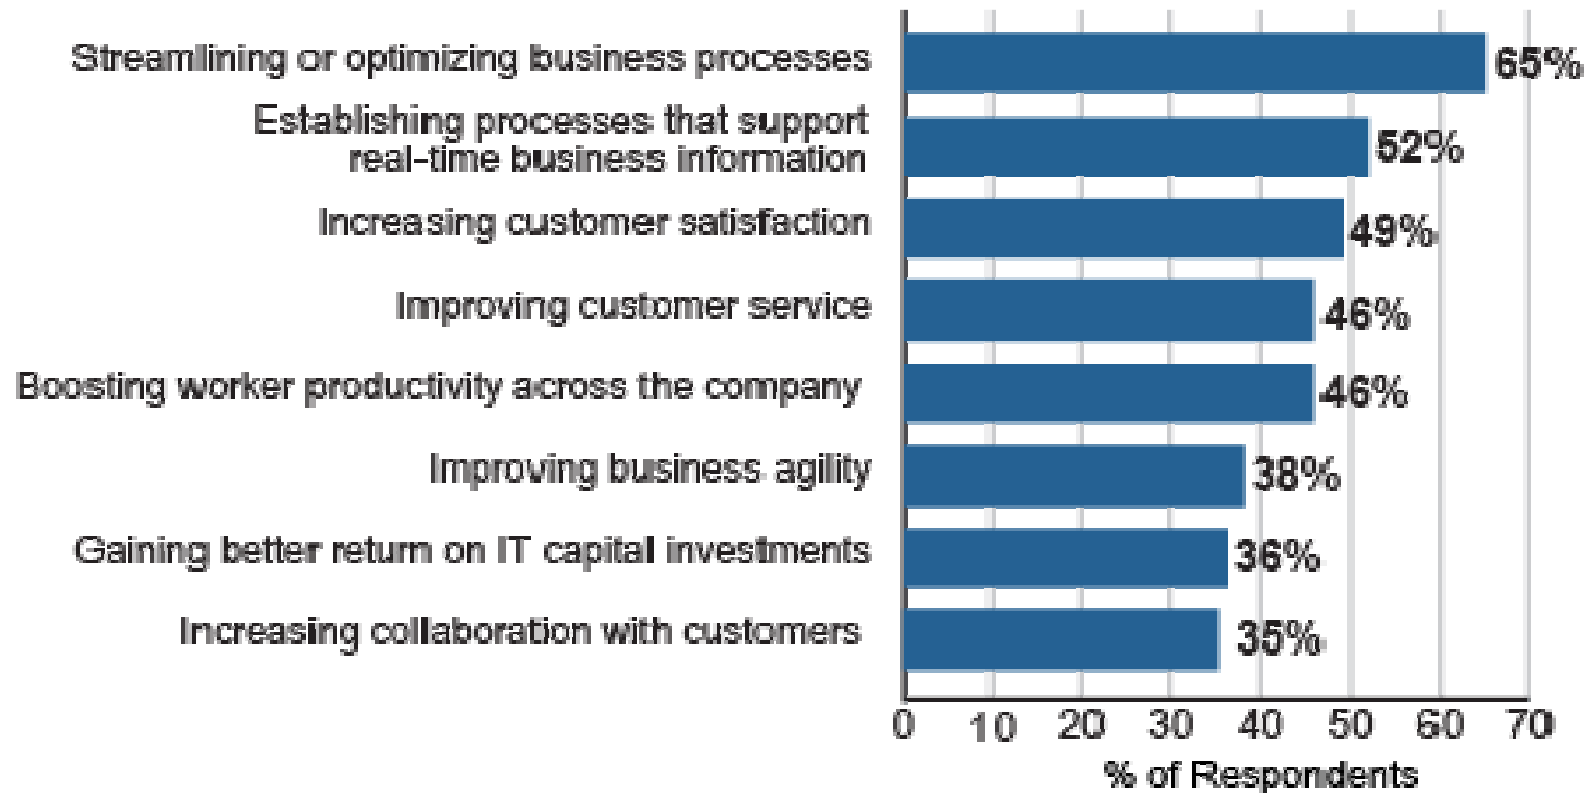 Streamlining or optimizing business processes
65%
Establishing processes that support
real-time business information
52%
Increasing customer satisfaction
49%
Improving customer service
46%
Boosting worker productivity across the company
46%
Improving business agility
38%
Gaining better return on IT capital investments
36%
Increasing collaboration with customers
35%
0 10 20 30 40 50 60 70
% of Respondents